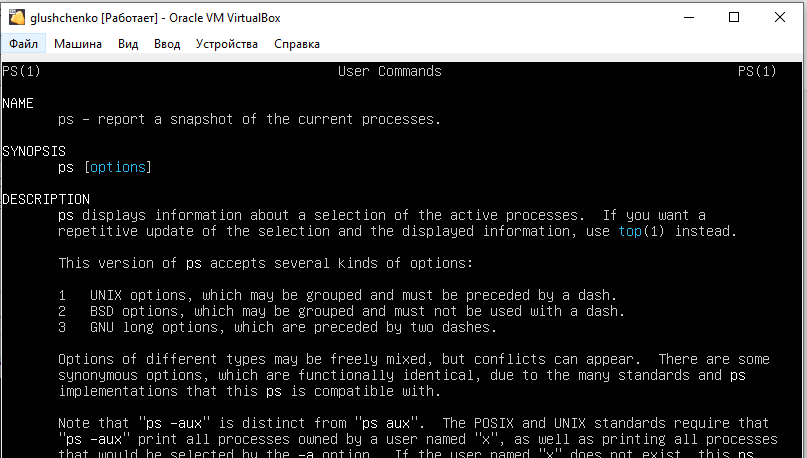 glushchenko [Работает] - Oracle VM VirtualBox
Файл Машина Вид Ввод Устройства Справка
PS(1) User Commands PS(1)
NAME
ps - report a snapshot of the current processes.
SYNOPSIS
ps [options]
DESCRIPTION
ps displays information about a selection of the active processes. If you want a
repetitive update of the selection and the displayed information, use top(1) instead.
This version of ps accepts several kinds of options:
1 UNIX options, which may be grouped and must be preceded by a dash.
2 BSD options, which may be grouped and must not be used with a dash.
3 GNU long options, which are preceded by two dashes.
Options of different types may be freely mixed, but conflicts can appear. There are some
synonymous options, which are functionally identical, due to the many standards and ps
implementations that this ps is compatible with.
Note that "ps -aux" is distinct from "ps aux". The POSIX and UNIX standards require that
"ps -aux" print all processes owned by a user named "x", as well as printing all processes
that would be selected by the -a option. If the user named "x" does not exist, this ps